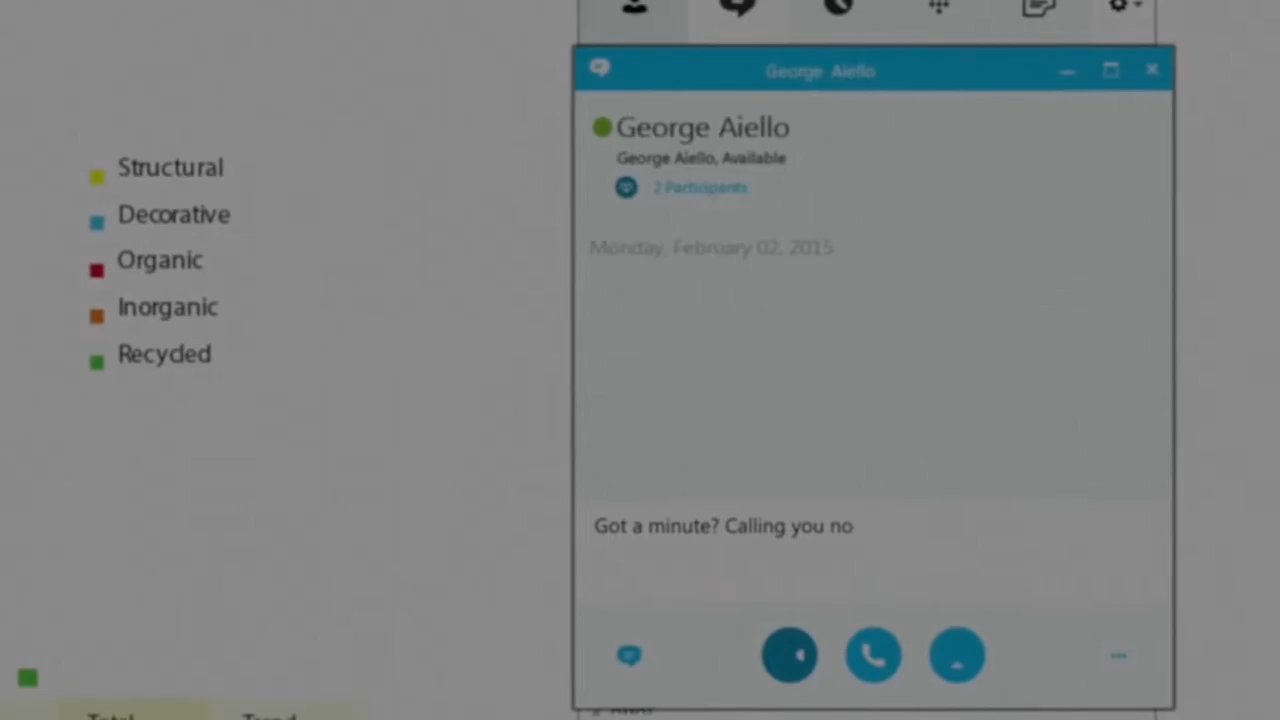 George Aiello
George Aiello
George Aiello, Available
2 Participants
Monday, February 02, 2015
Structural
Decorative
Organic
Inorganic
Recycled
Got a minute? Calling you no
Total